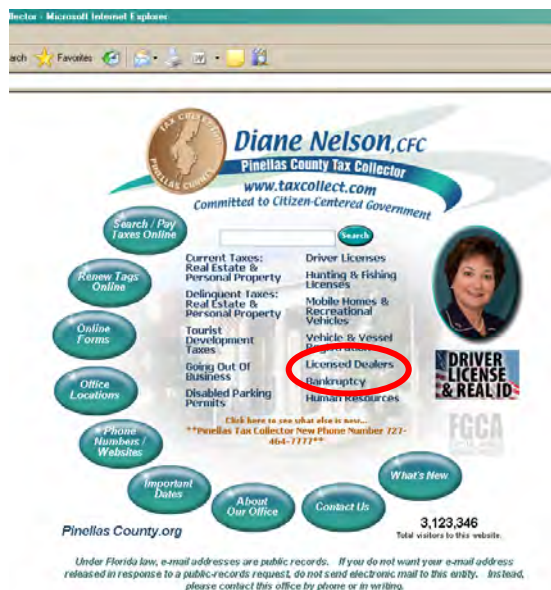 llector - Microsoft Internet Explorer
arch Favorites
TAX COLLECTOR
PINELLAS COUNTY
Diane Nelson, CFC
Pinellas County Tax Collector
www.taxcollect.com
Committed to Citizen-Centered Government
Search / Pay
Taxes Online
Search
Renew Tags
Online
Online
Forms
Office
Locations
Phone
Numbers /
Websites
Important
Dates
About
Our Office
Contact Us
What's New
Current Taxes:
Real Estate &
Personal Property
Delinquent Taxes:
Real Estate &
Personal Property
Tourist
Development
Taxes
Going Out Of
Business
Disabled Parking
Permits
Driver Licenses
Hunting & Fishing
Licenses
Mobile Homes &
Recreational
Vehicles
Vehicle & Vessel
Registrations
Licensed Dealers
Bankruptcy
Human Resources
DRIVER
LICENSE
& REAL ID
FGCA
Click here to see what else is new...
**Pinellas Tax Collector New Phone Number 727-
464-7777**
Pinellas County.org
3,123,346
Total visitors to this website.
Under Florida law, e-mail addresses are public records. If you do not want your e-mail address
released in response to a public-records request, do not send electronic mail to this entity. Instead,
please contact this office by phone or in writing.